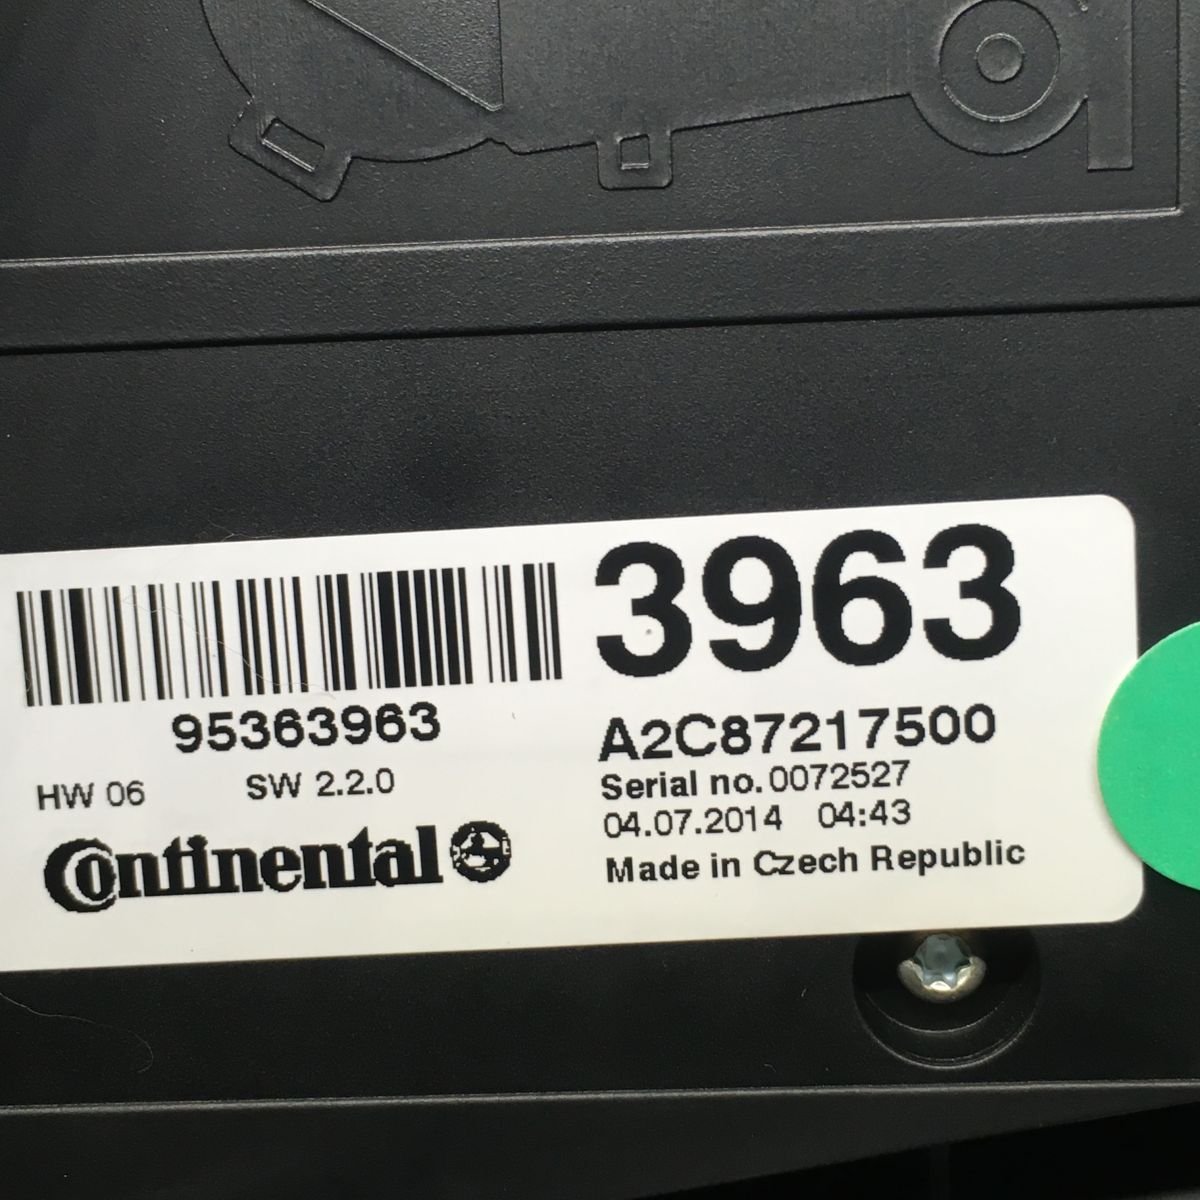 3963
95363963
HW 06 SW 2.2.0
Continental
A2C87217500
Serial no.0072527
04.07.2014 04:43
Made in Czech Republic